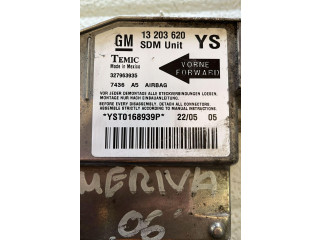 GM 13 203 620 YS
SDM Unit
TEMIC
Made in Mexico
327963935
VORNE
FORWARD
7436 A5 AIRBAG
VOR JEDER DEMONTAGE ALLE STECKVERBINDUNGEN LOESEN.
MONTAGE NUR NACH EINBAUANLEITUNG.
BEFORE EVERY DISASSEMBLY, DETACH ALL CONNECTORS.
ASSEMBLE STRICTLY ACCORDING TO MANUAL INSTRUCTIONS.
*YST0168939P* 22/05 05
MERIVA
06